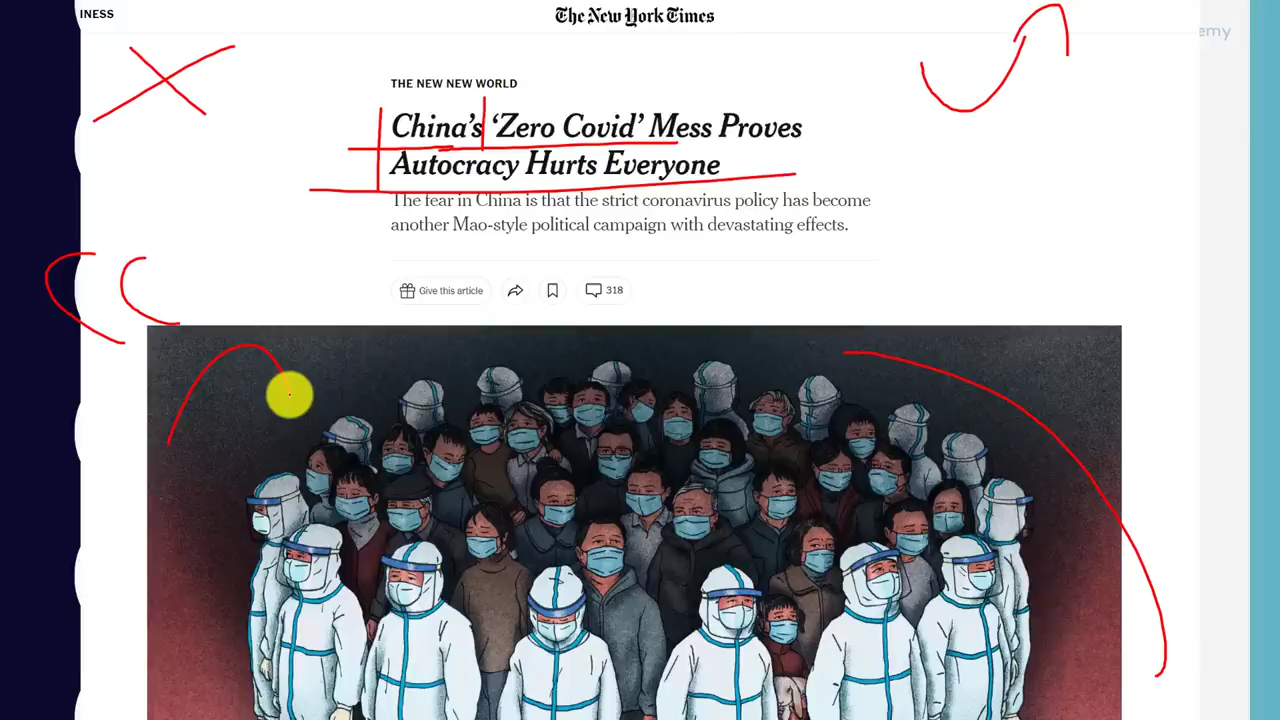 INESS
The New York Times
emy
THE NEW NEW WORLD
China's 'Zero Covid' Mess Proves
Autocracy Hurts Everyone
The fear in China is that the strict coronavirus policy has become
another Mao-style political campaign with devastating effects.
Give this article
318